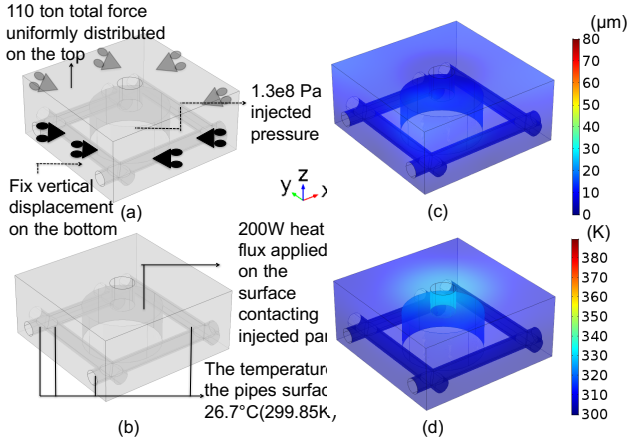 110 ton total force
uniformly distributed
on the top
1.3e8 Pa
injected
pressure
Fix vertical
displacement
on the bottom
(a)
z
y
x
(μm)
80
70
60
50
40
30
20
10
0
(c)
200W heat
flux applied
on the
surface
contacting
injected par
The temperature
the pipes surfac
26.7°C(299.85K,
(b)
(K)
380
370
360
350
340
330
320
310
300
(d)